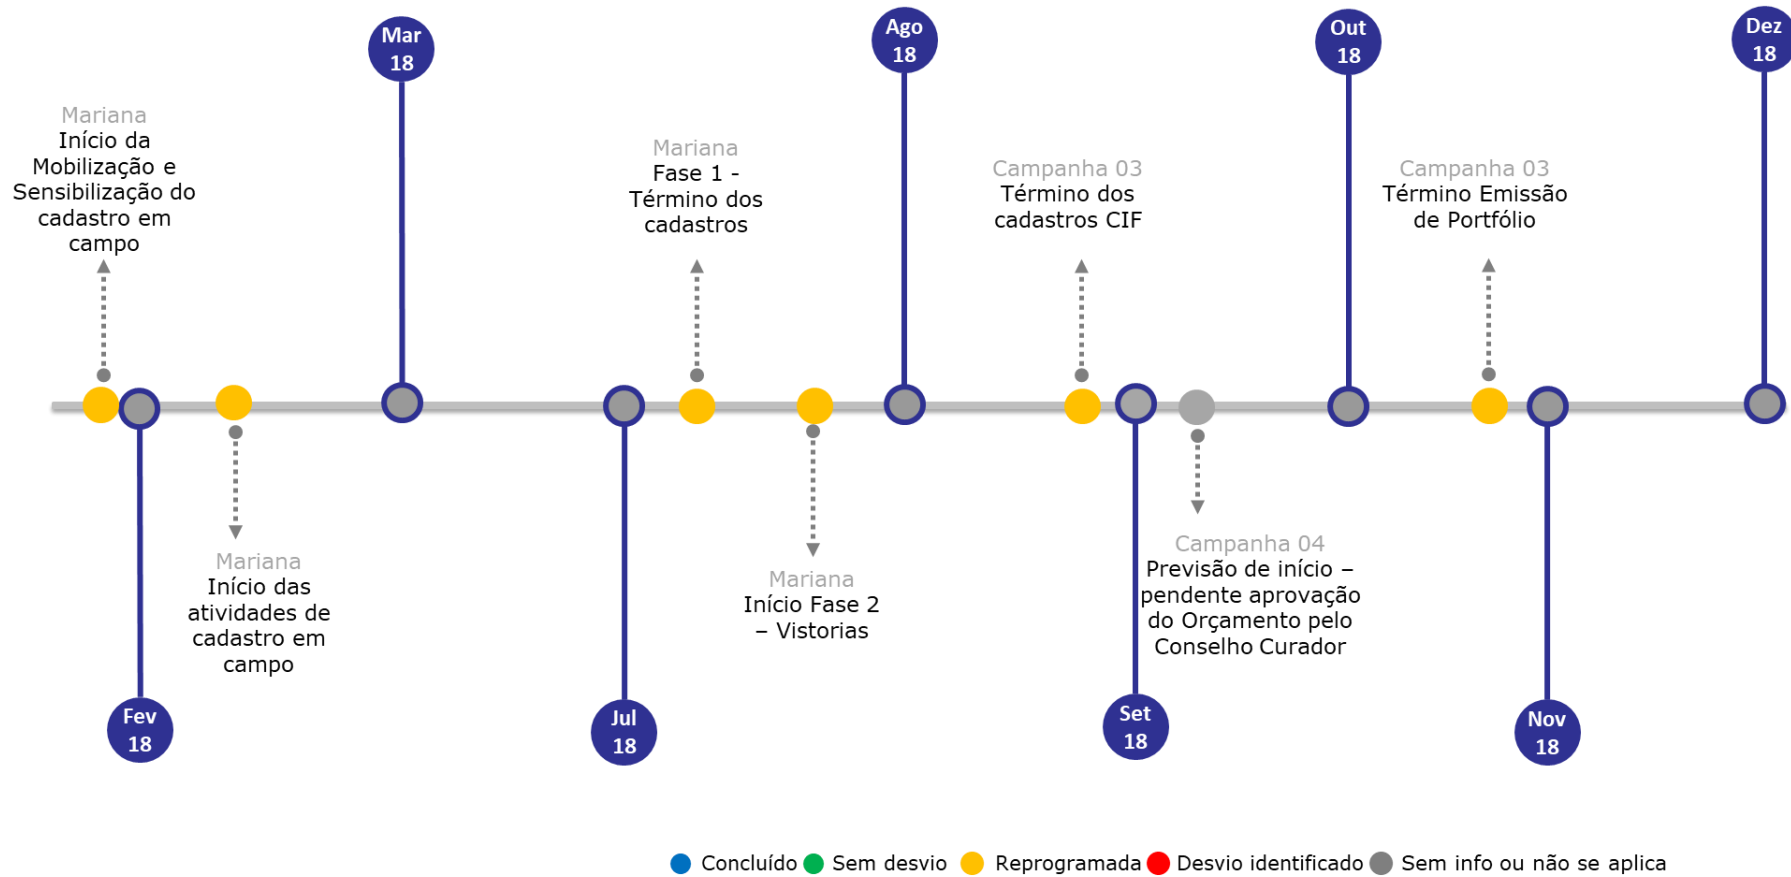 Mar
18
Ago
18
Out
18
Dez
18
Mariana
Início da
Mobilização e
Sensibilização do
cadastro em
campo
Mariana
Fase 1 -
Término dos
cadastros
Campanha 03
Término dos
cadastros CIF
Campanha 03
Término Emissão
de Portfólio
Mariana
Início das
atividades de
cadastro em
campo
Mariana
Início Fase 2
– Vistorias
Campanha 04
Previsão de início –
pendente aprovação
do Orçamento pelo
Conselho Curador
Fev
18
Jul
18
Set
18
Nov
18
Concluído
Sem desvio
Reprogramada
Desvio identificado
Sem info ou não se aplica